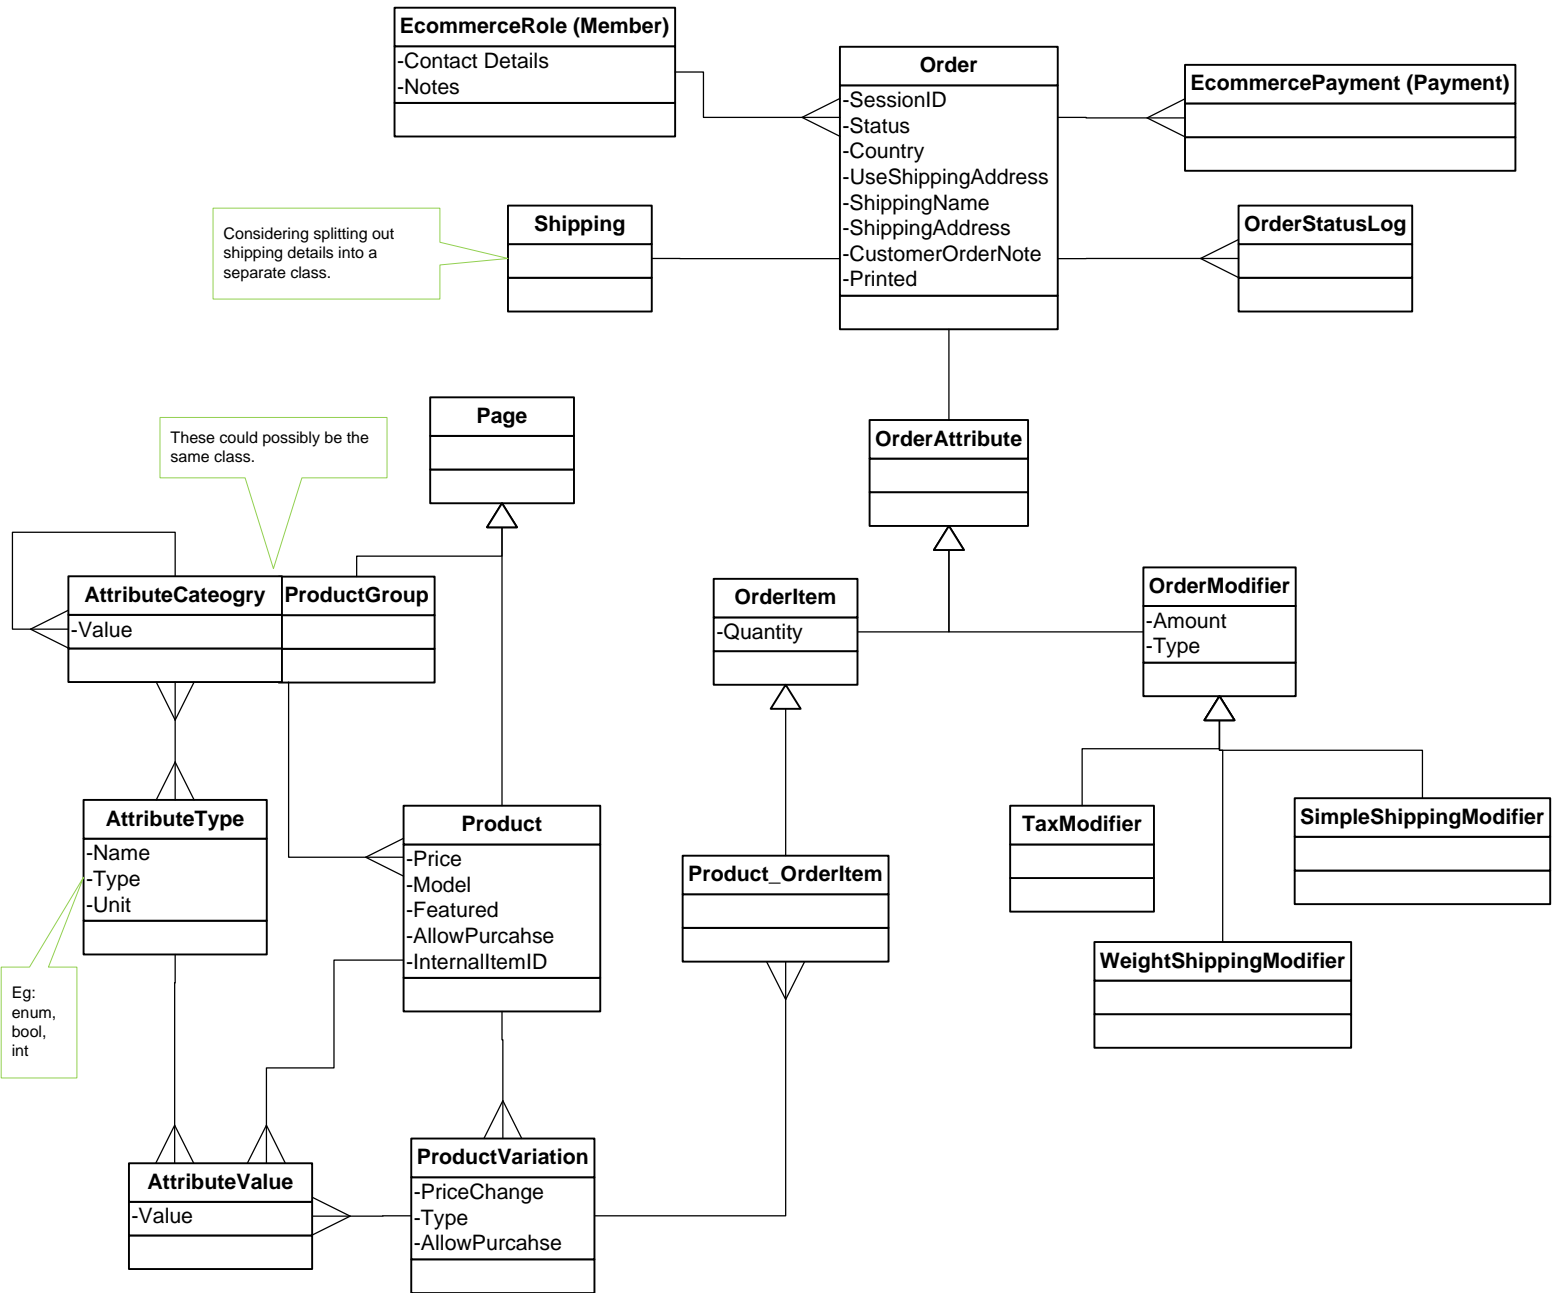 EcommerceRole (Member)
-Contact Details
-Notes
Order
-SessionID
-Status
-Country
-UseShippingAddress
-ShippingName
-ShippingAddress
-CustomerOrderNote
-Printed
EcommercePayment (Payment)
Considering splitting out
shipping details into a
separate class.
Shipping
OrderStatusLog
These could possibly be the
same class.
Page
OrderAttribute
AttributeCateogry
-Value
ProductGroup
OrderItem
-Quantity
OrderModifier
-Amount
-Type
AttributeType
-Name
-Type
-Unit
Product
-Price
-Model
-Featured
-AllowPurcahse
-InternalItemID
Product_OrderItem
TaxModifier
SimpleShippingModifier
WeightShippingModifier
Eg:
enum,
bool,
int
AttributeValue
-Value
ProductVariation
-PriceChange
-Type
-AllowPurcahse